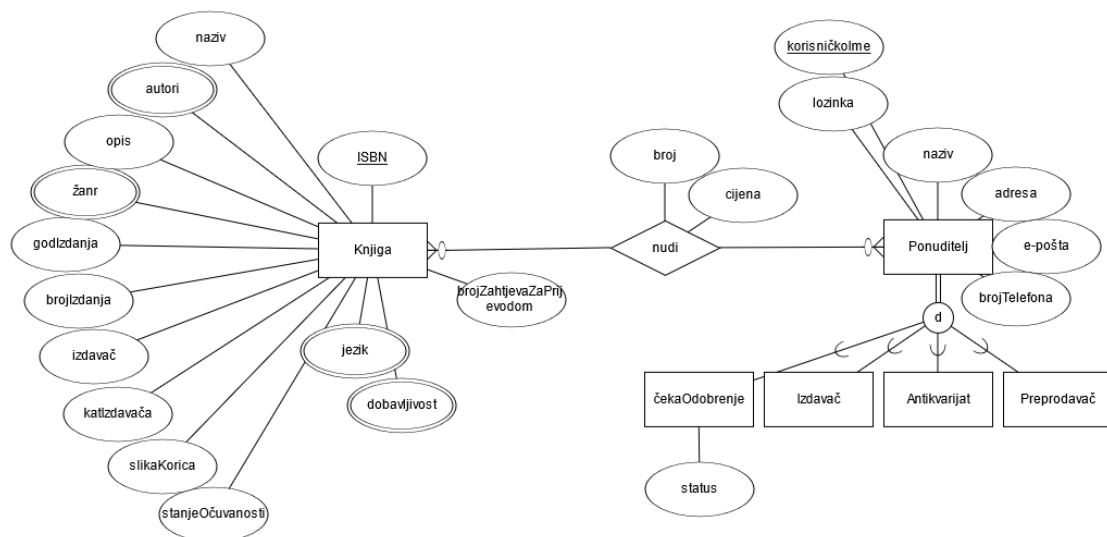 naziv
autori
opis
žanr
godIzdanja
brojIzdanja
izdavač
katIzdavača
slikaKorica
stanjeOčuvanosti
ISBN
Knjiga
brojZahtjevaZaPrij
evodom
jezik
dobavljivost
broj
cijena
nudi
korisničkoIme
lozinka
naziv
adresa
e-pošta
brojTelefona
Ponuditelj
d
čekaOdobrenje
Izdavač
Antikvarijat
Preprodavač
status